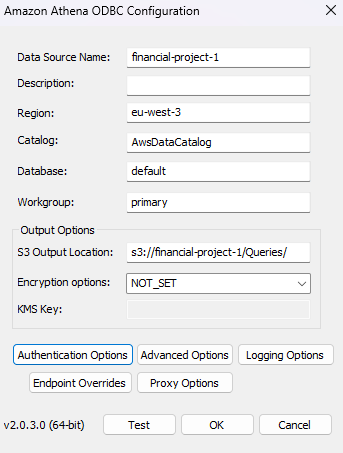 Amazon Athena ODBC Configuration
Data Source Name: financial-project-1
Description:
Region: eu-west-3
Catalog: AwsDataCatalog
Database: default
Workgroup: primary
Output Options
S3 Output Location: s3://financial-project-1/Queries/
Encryption options: NOT_SET
KMS Key:
Authentication Options Advanced Options Logging Options
Endpoint Overrides Proxy Options
v2.0.3.0 (64-bit) Test OK Cancel